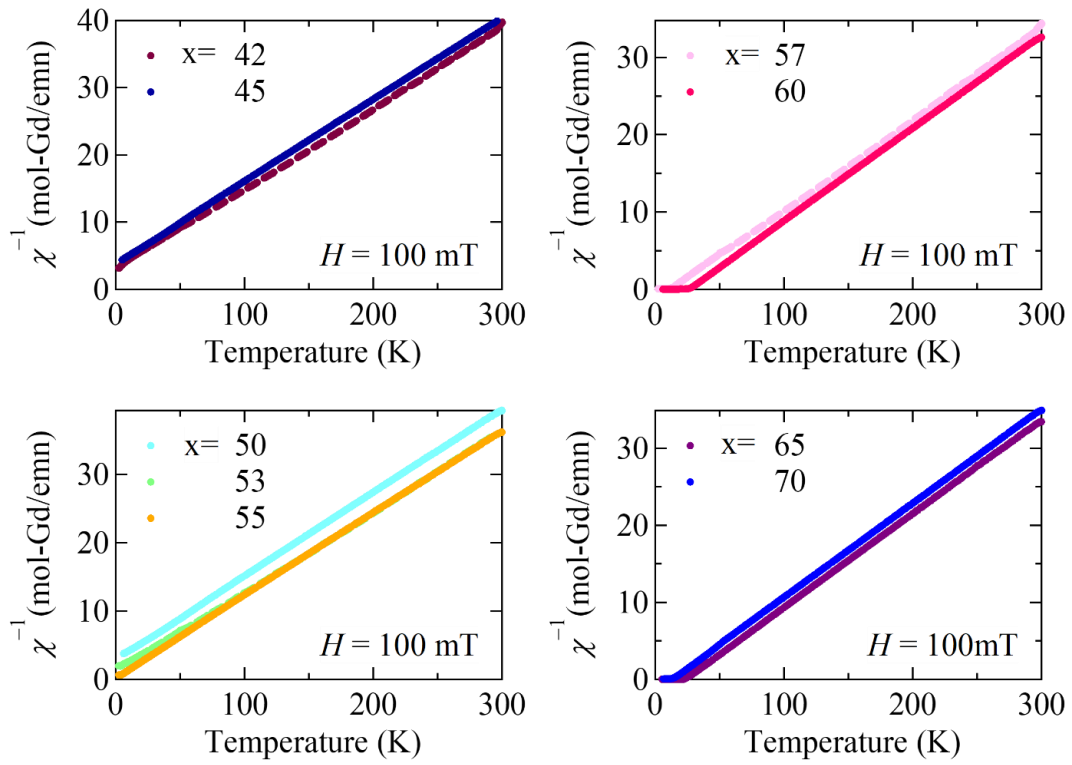 40
30
20
10
0
χ⁻¹ (mol-Gd/emn)
x= 42
45
H = 100 mT
0 100 200 300
Temperature (K)
30
20
10
0
χ⁻¹ (mol-Gd/emn)
x= 57
60
H = 100 mT
0 100 200 300
Temperature (K)
30
20
10
0
χ⁻¹ (mol-Gd/emn)
x= 50
53
55
H = 100 mT
0 100 200 300
Temperature (K)
30
20
10
0
χ⁻¹ (mol-Gd/emn)
x= 65
70
H = 100mT
0 100 200 300
Temperature (K)